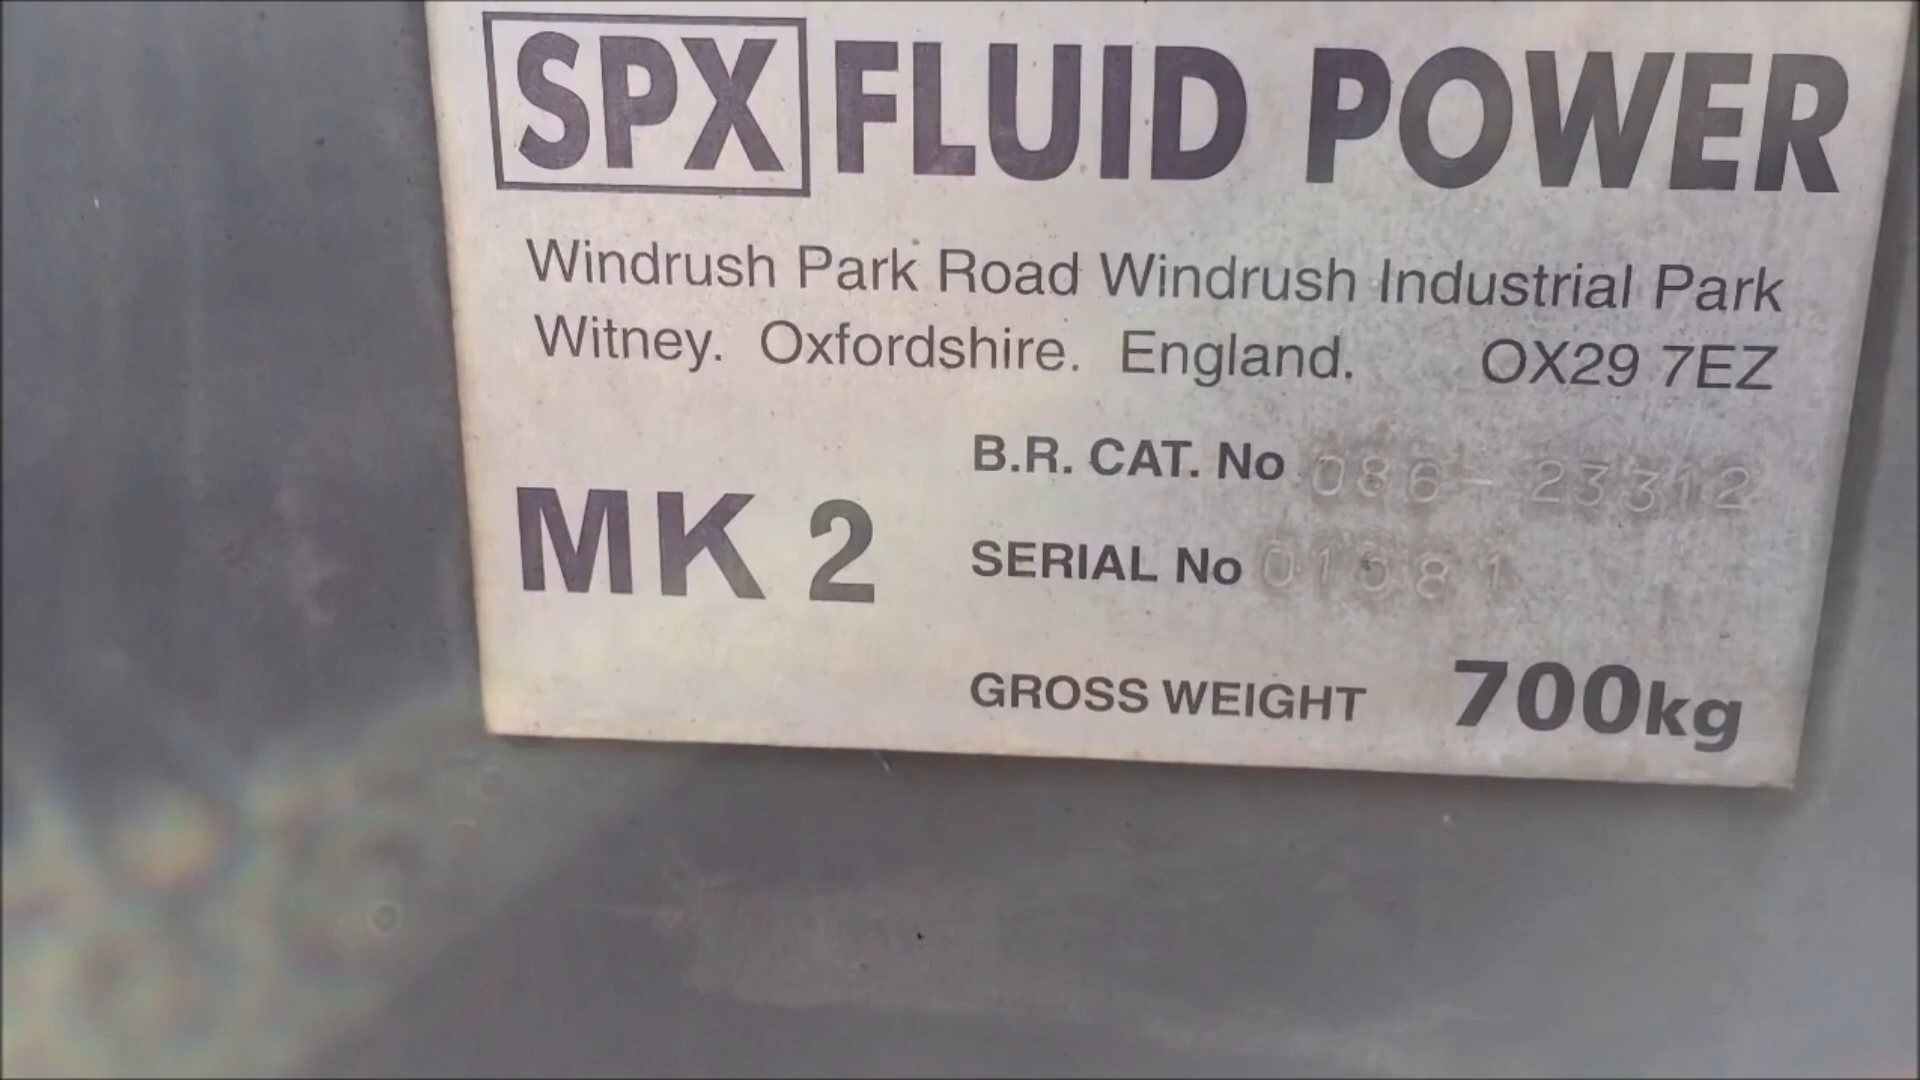 SPX FLUID POWER
Windrush Park Road Windrush Industrial Park
Witney. Oxfordshire. England. OX29 7EZ
B.R. CAT. No 086-23312
MK 2
SERIAL No 01081
GROSS WEIGHT 700kg